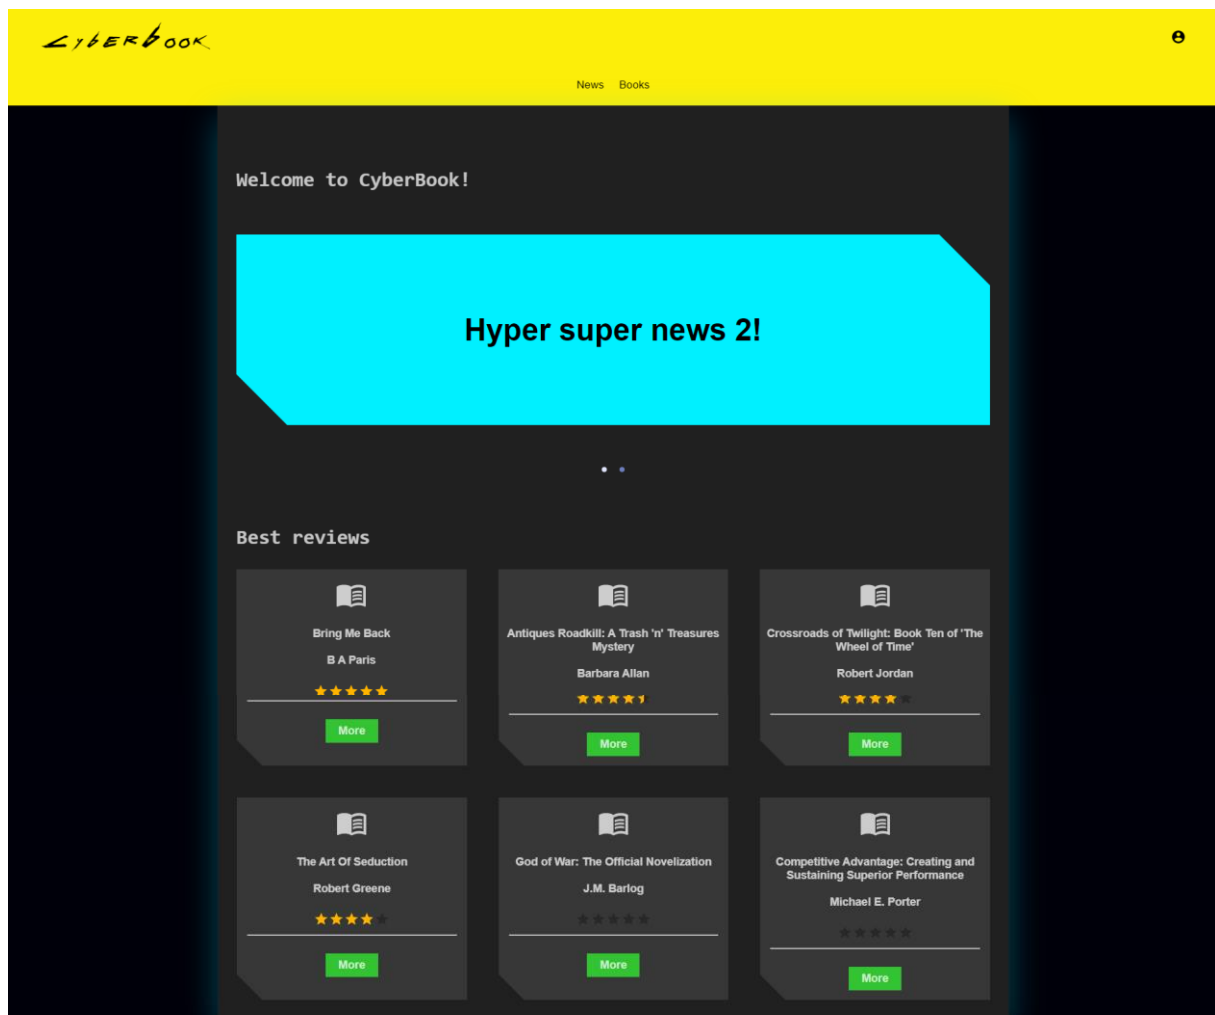 CyberBook
News Books
Welcome to CyberBook!
Hyper super news 2!
Best reviews
Bring Me Back
B A Paris
More
Antiques Roadkill: A Trash 'n' Treasures
Mystery
Barbara Allan
More
Crossroads of Twilight: Book Ten of 'The
Wheel of Time'
Robert Jordan
More
The Art Of Seduction
Robert Greene
More
God of War: The Official Novelization
J.M. Barlog
More
Competitive Advantage: Creating and
Sustaining Superior Performance
Michael E. Porter
More